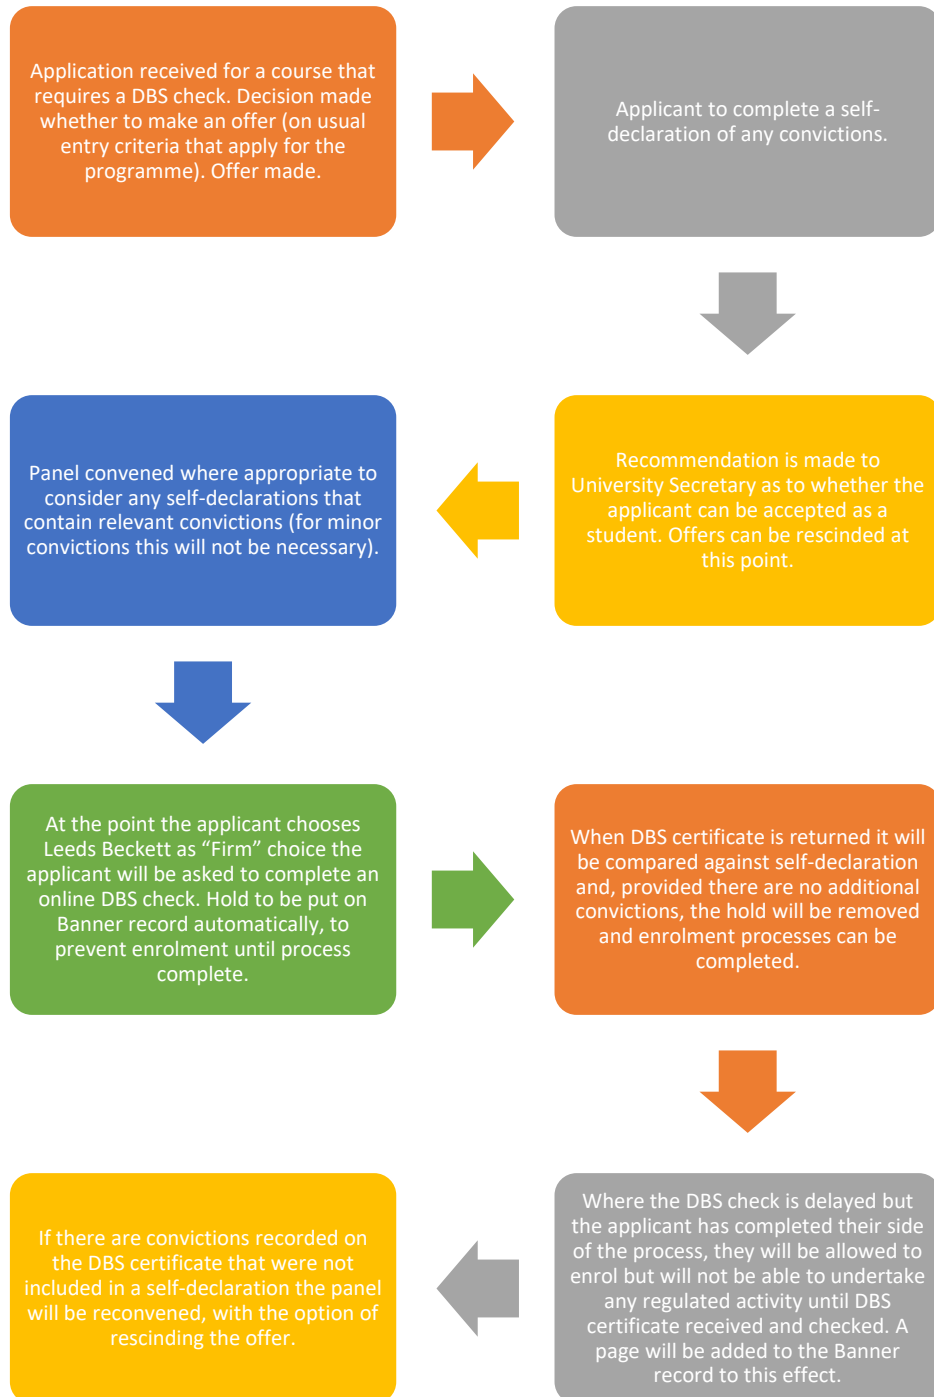 Application received for a course that
requires a DBS check. Decision made
whether to make an offer (on usual
entry criteria that apply for the
programme). Offer made.
Applicant to complete a self-
declaration of any convictions.
Recommendation is made to
University Secretary as to whether the
applicant can be accepted as a
student. Offers can be rescinded at
this point.
Panel convened where appropriate to
consider any self-declarations that
contain relevant convictions (for minor
convictions this will not be necessary).
At the point the applicant chooses
Leeds Beckett as “Firm” choice the
applicant will be asked to complete an
online DBS check. Hold to be put on
Banner record automatically, to
prevent enrolment until process
complete.
When DBS certificate is returned it will
be compared against self-declaration
and, provided there are no additional
convictions, the hold will be removed
and enrolment processes can be
completed.
Where the DBS check is delayed but
the applicant has completed their side
of the process, they will be allowed to
enrol but will not be able to undertake
any regulated activity until DBS
certificate received and checked. A
page will be added to the Banner
record to this effect.
If there are convictions recorded on
the DBS certificate that were not
included in a self-declaration the panel
will be reconvened, with the option of
rescinding the offer.